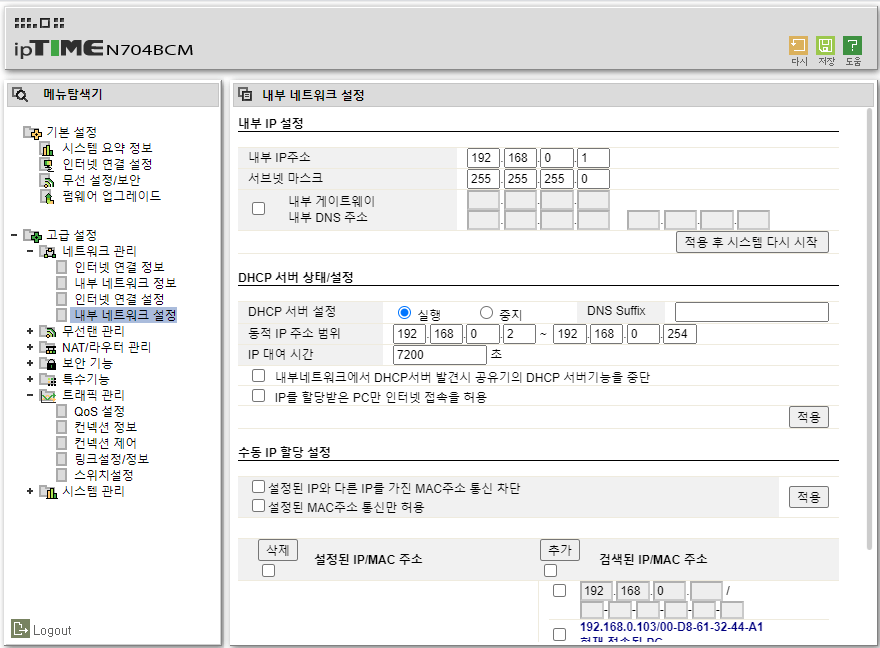 ipTIME N704BCM
다시 저장 도움
메뉴탐색기
기본 설정
시스템 요약 정보
인터넷 연결 설정
무선 설정/보안
펌웨어 업그레이드
고급 설정
네트워크 관리
인터넷 연결 정보
내부 네트워크 정보
인터넷 연결 설정
내부 네트워크 설정
무선랜 관리
NAT/라우터 관리
보안 기능
특수기능
트래픽 관리
QoS 설정
컨넥션 정보
컨넥션 제어
링크설정/정보
스위치설정
시스템 관리
Logout
내부 네트워크 설정
내부 IP 설정
내부 IP주소 192 . 168 . 0 . 1
서브넷 마스크 255 . 255 . 255 . 0
내부 게이트웨이
내부 DNS 주소
적용 후 시스템 다시 시작
DHCP 서버 상태/설정
DHCP 서버 설정 실행 중지 DNS Suffix
동적 IP 주소 범위 192 . 168 . 0 . 2 ~ 192 . 168 . 0 . 254
IP 대여 시간 7200 초
내부네트워크에서 DHCP서버 발견시 공유기의 DHCP 서버기능을 중단
IP를 할당받은 PC만 인터넷 접속을 허용
적용
수동 IP 할당 설정
설정된 IP와 다른 IP를 가진 MAC주소 통신 차단
설정된 MAC주소 통신만 허용
적용
삭제 설정된 IP/MAC 주소 추가 검색된 IP/MAC 주소
192 . 168 . 0 . /
192.168.0.103/00-D8-61-32-44-A1
현재 접속된 PC